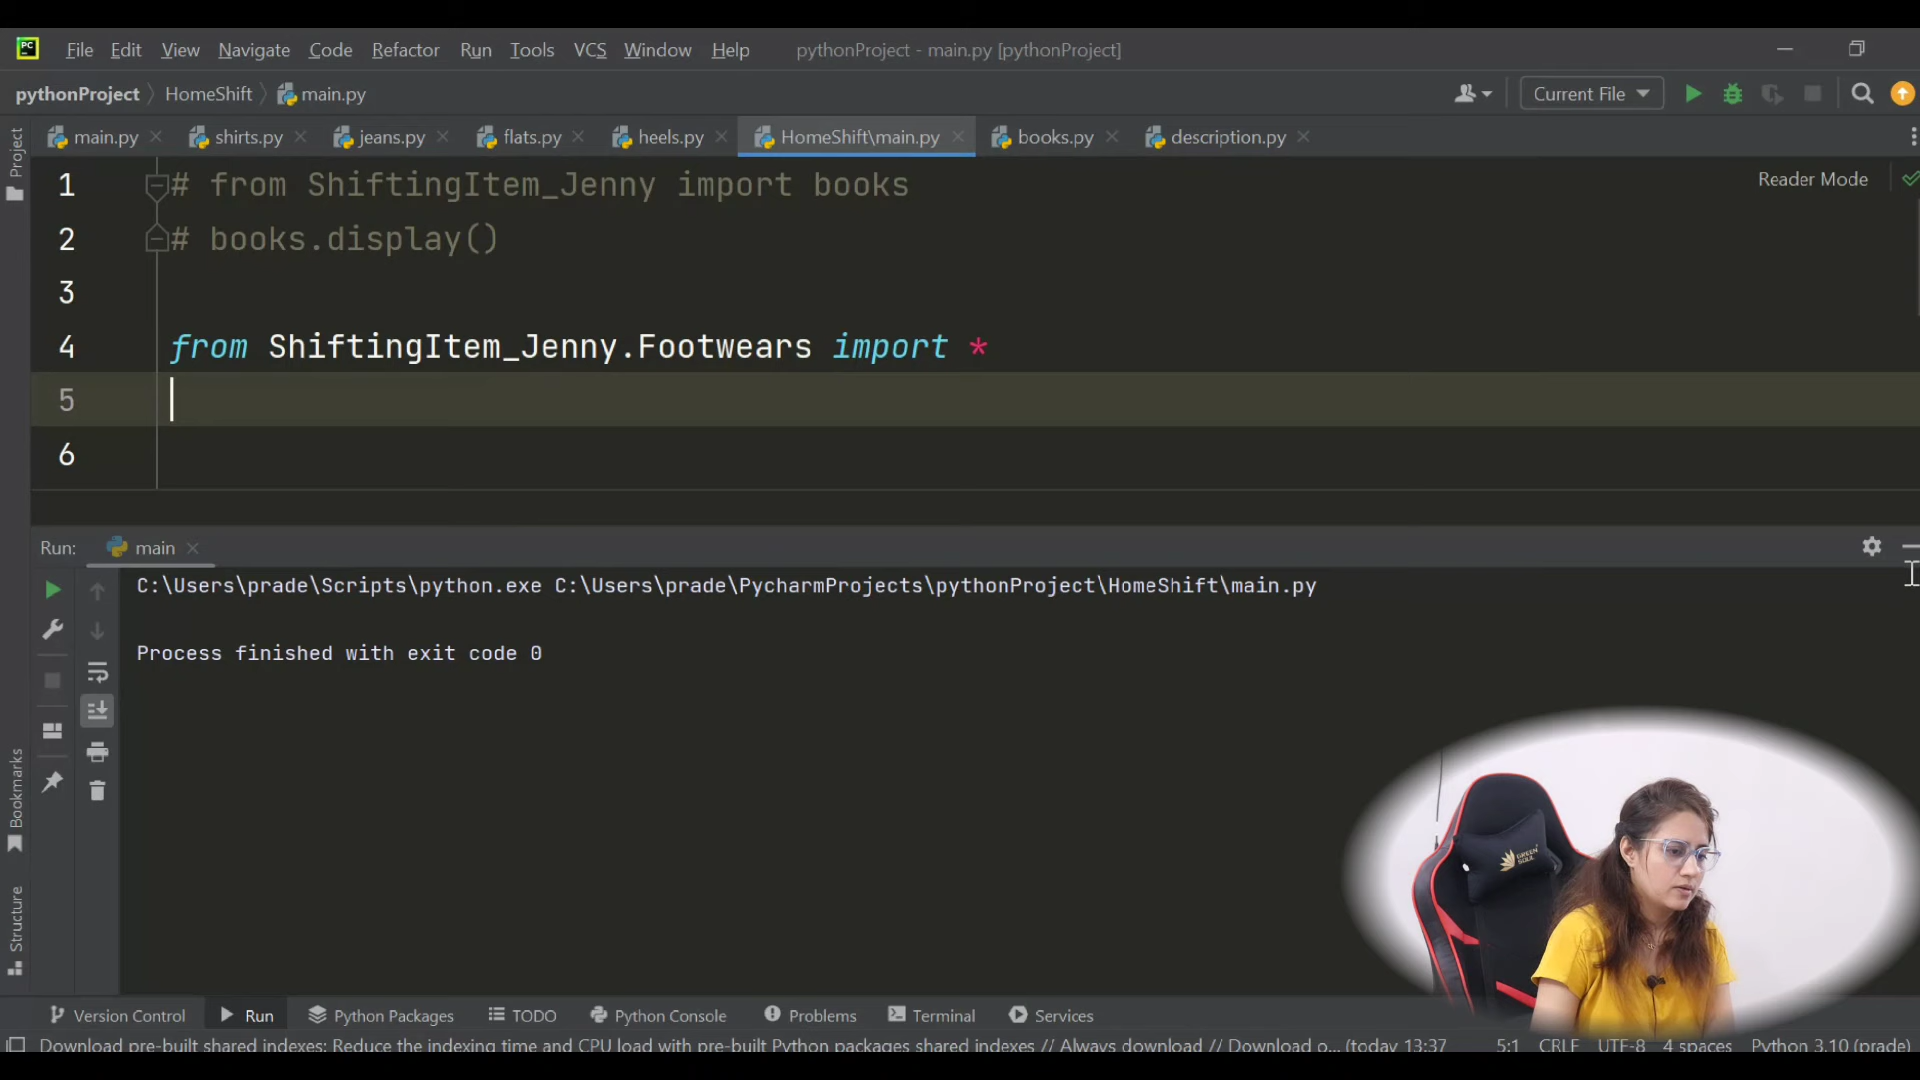 PC File Edit View Navigate Code Refactor Run Tools VCS Window Help pythonProject - main.py [pythonProject]
pythonProject HomeShift main.py Current File
main.py shirts.py jeans.py flats.py heels.py HomeShift\main.py books.py description.py
Project
Reader Mode
1 # from ShiftingItem_Jenny import books
2 # books.display()
3
4 from ShiftingItem_Jenny.Footwears import *
5
6
Run: main
C:\Users\prade\Scripts\python.exe C:\Users\prade\PycharmProjects\pythonProject\HomeShift\main.py
Process finished with exit code 0
Bookmarks
Structure
GREEN SOUL
Version Control Run Python Packages TODO Python Console Problems Terminal Services
Download pre-built shared indexes: Reduce the indexing time and CPU load with pre-built Python packages shared indexes // Always download // Download o... (today 13:37 5:1 CRLF UTF-8 4 spaces Python 3.10 (prade)